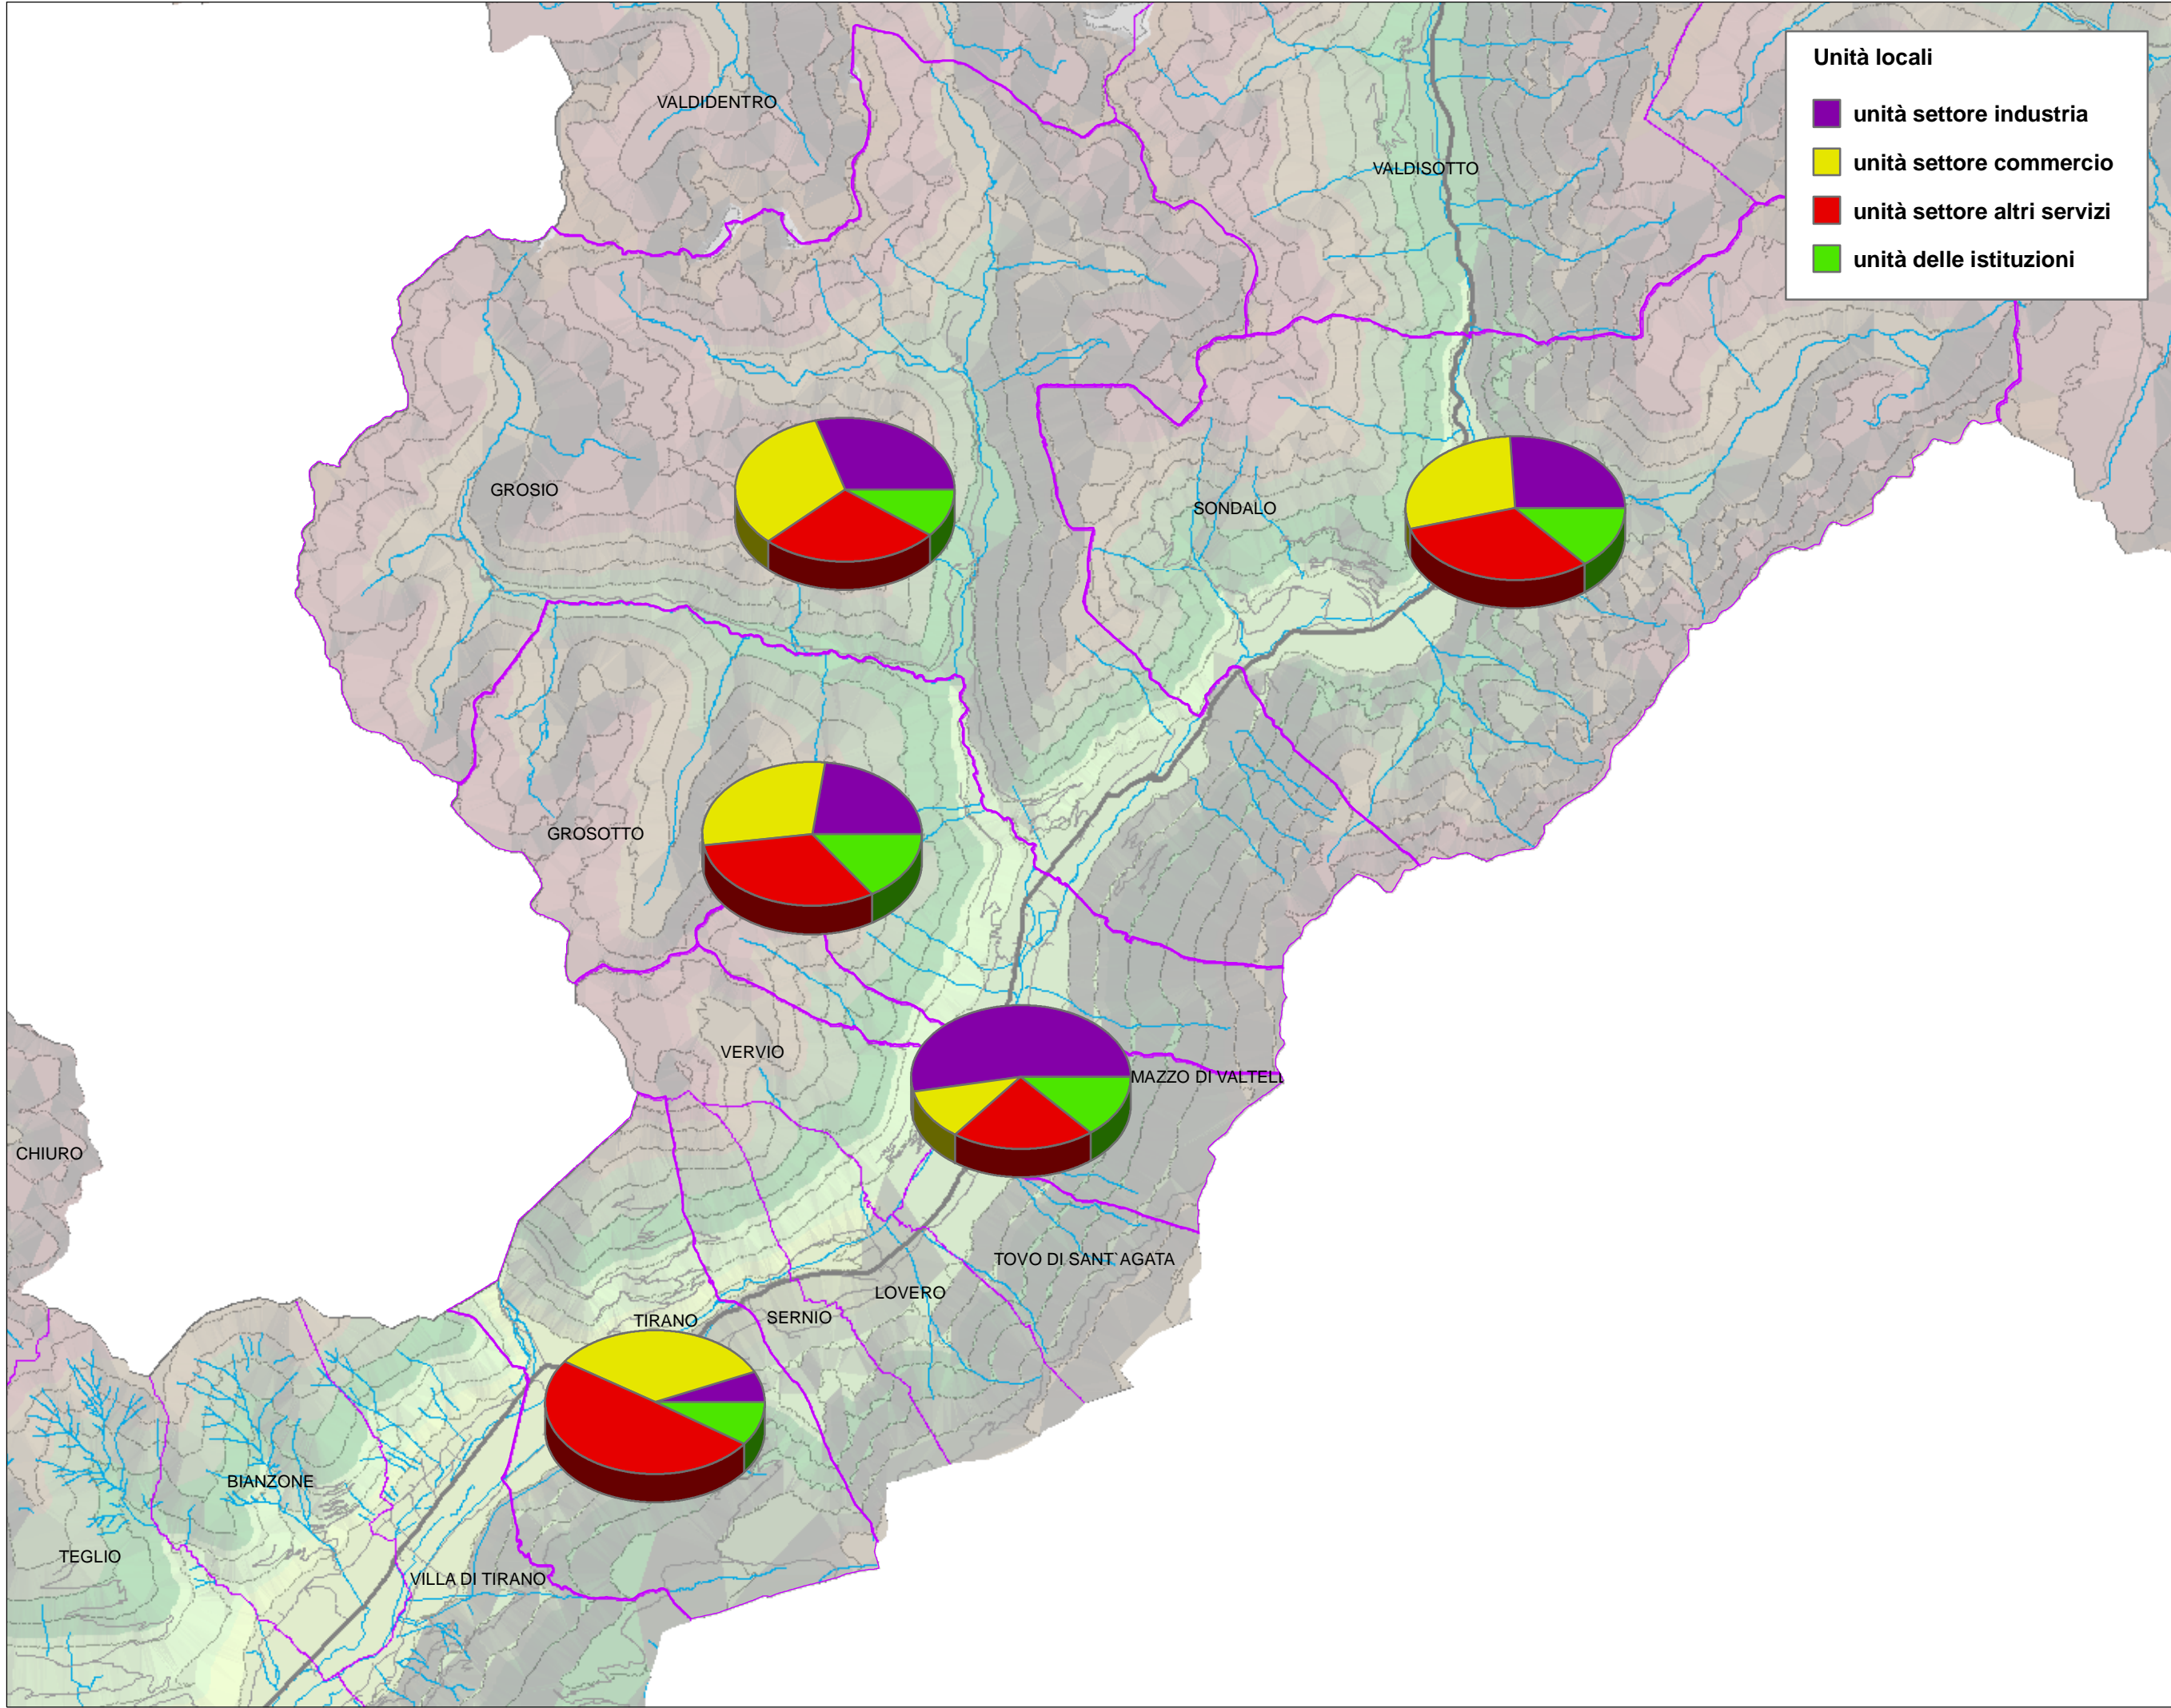 Unità locali
unità settore industria
unità settore commercio
unità settore altri servizi
unità delle istituzioni
VALDIDENTRO
VALDISOTTO
GROSIO
SONDALO
GROSOTTO
VERVIO
MAZZO DI VALTELL
CHIURO
TOVO DI SANT`AGATA
LOVERO
SERNIO
TIRANO
BIANZONE
TEGLIO
VILLA DI TIRANO